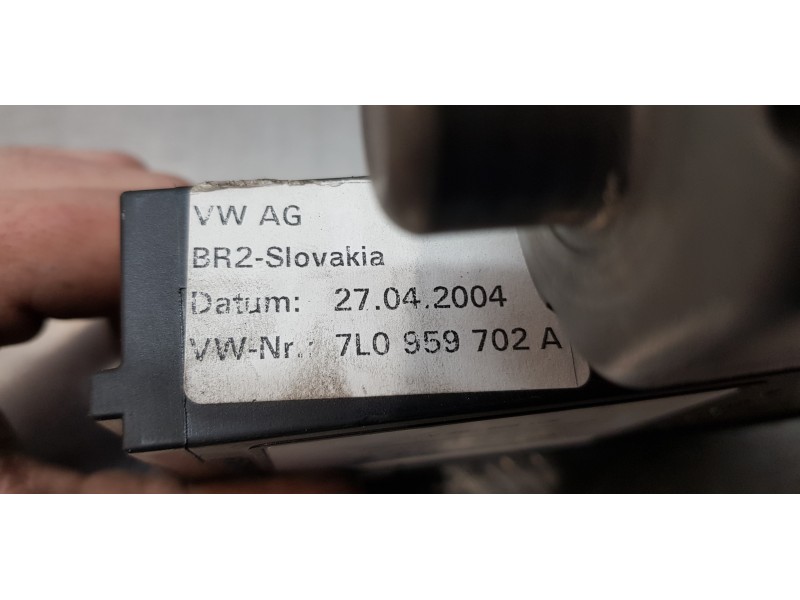 VW AG
BR2-Slovakia
Datum: 27.04.2004
VW-Nr.: 7L0 959 702 A